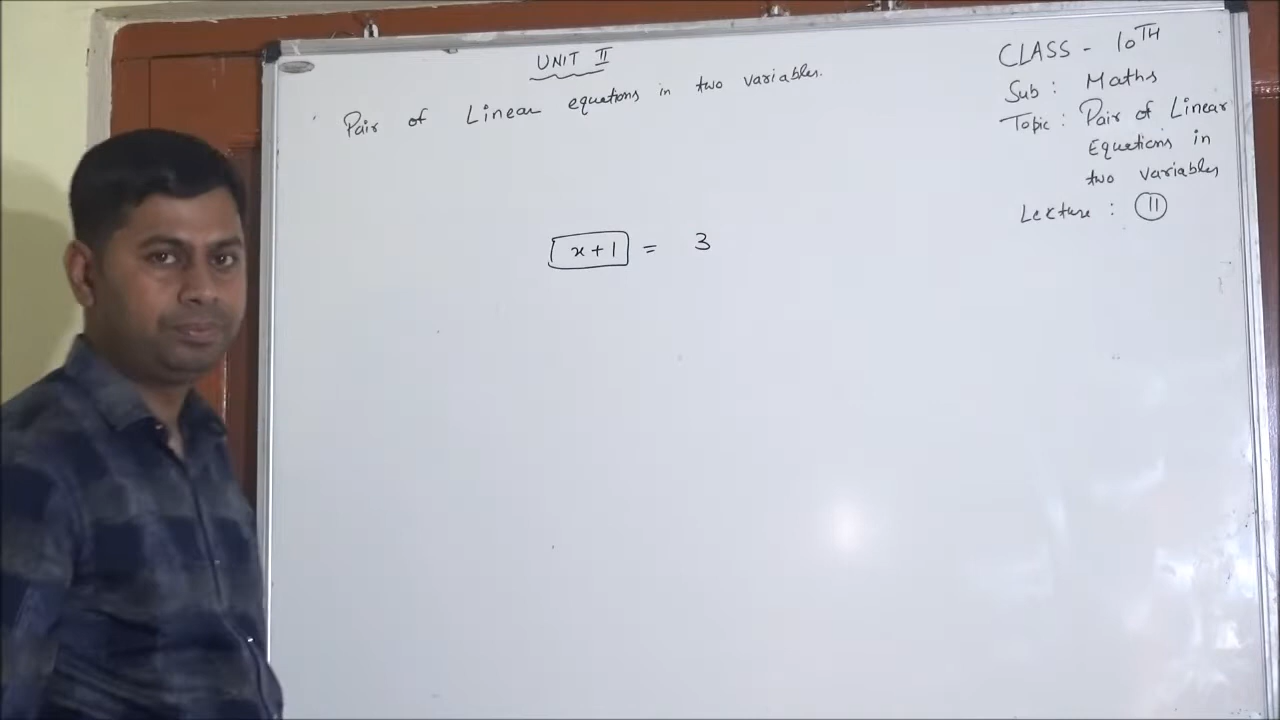 UNIT II
Pair of Linear equations in two variables.
x + 1 = 3
CLASS - 10TH
Sub : Maths
Topic : Pair of Linear
Equations in
two variables
Lecture : 11